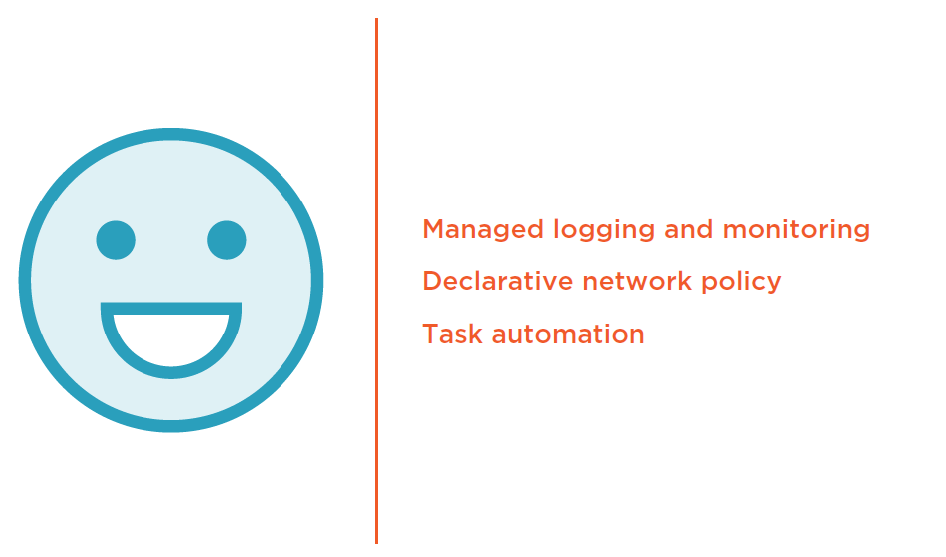 Managed logging and monitoring
Declarative network policy
Task automation